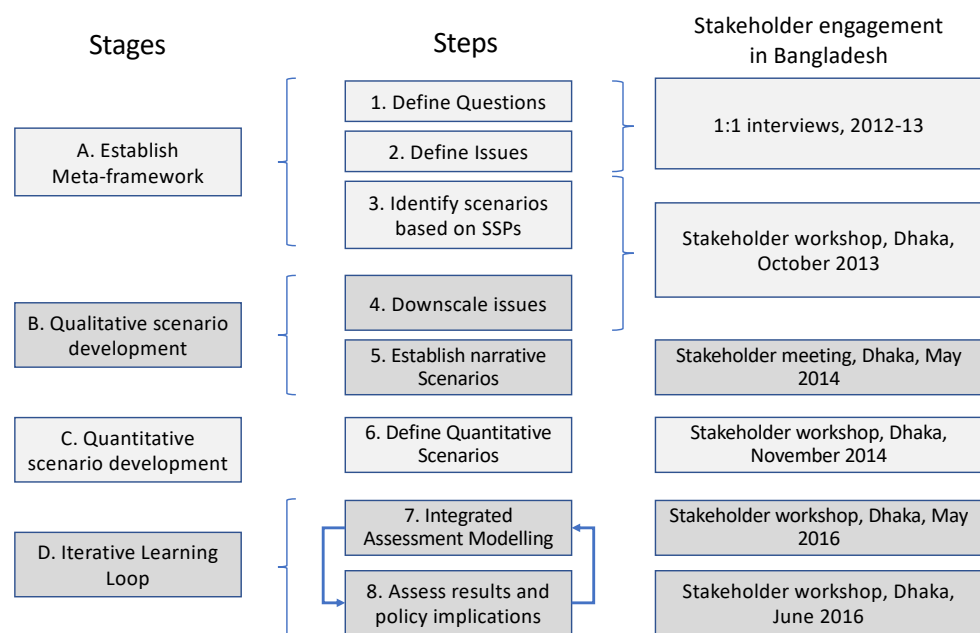 Stages
Steps
Stakeholder engagement
in Bangladesh
A. Establish
Meta-framework
1. Define Questions
2. Define Issues
3. Identify scenarios
based on SSPs
1:1 interviews, 2012-13
Stakeholder workshop, Dhaka,
October 2013
B. Qualitative scenario
development
4. Downscale issues
5. Establish narrative
Scenarios
Stakeholder meeting, Dhaka, May
2014
C. Quantitative
scenario development
6. Define Quantitative
Scenarios
Stakeholder workshop, Dhaka,
November 2014
D. Iterative Learning
Loop
7. Integrated
Assessment Modelling
8. Assess results and
policy implications
Stakeholder workshop, Dhaka, May
2016
Stakeholder workshop, Dhaka,
June 2016